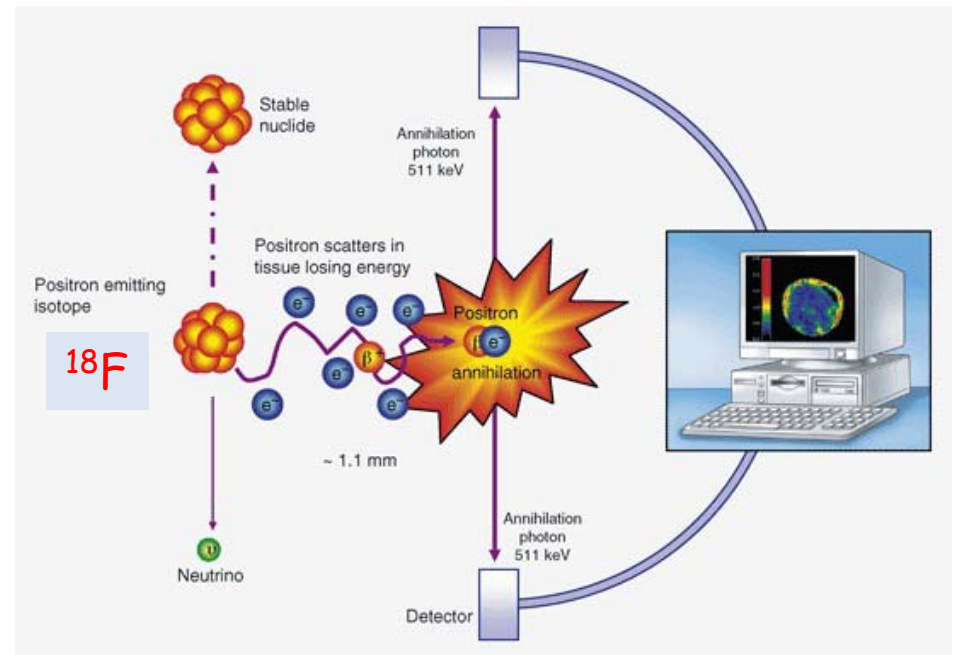 Stable
nuclide
Annihilation
photon
511 keV
Positron scatters in
tissue losing energy
Positron emitting
isotope
¹⁸F
e⁻
e⁻
e⁻
Positron
β⁺
β e⁻
e⁻
annihilation
e⁻
e⁻
~ 1.1 mm
Annihilation
photon
511 keV
υ
Neutrino
Detector